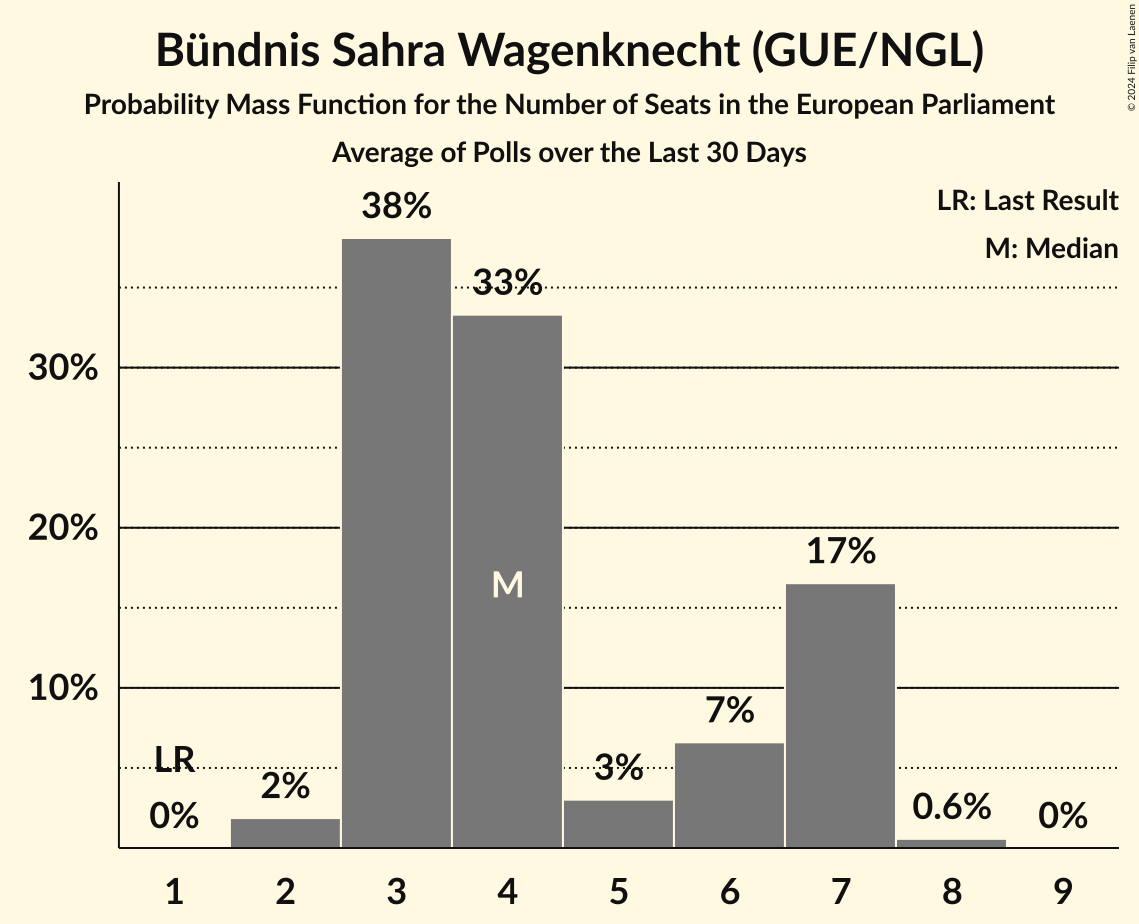 Bündnis Sahra Wagenknecht (GUE/NGL)
Probability Mass Function for the Number of Seats in the European Parliament
Average of Polls over the Last 30 Days
© 2024 Filip van Laenen
LR: Last Result
M: Median
38%
33%
30%
20%
17%
M
10%
7%
LR
3%
2%
0.6%
0%
0%
1 2 3 4 5 6 7 8 9